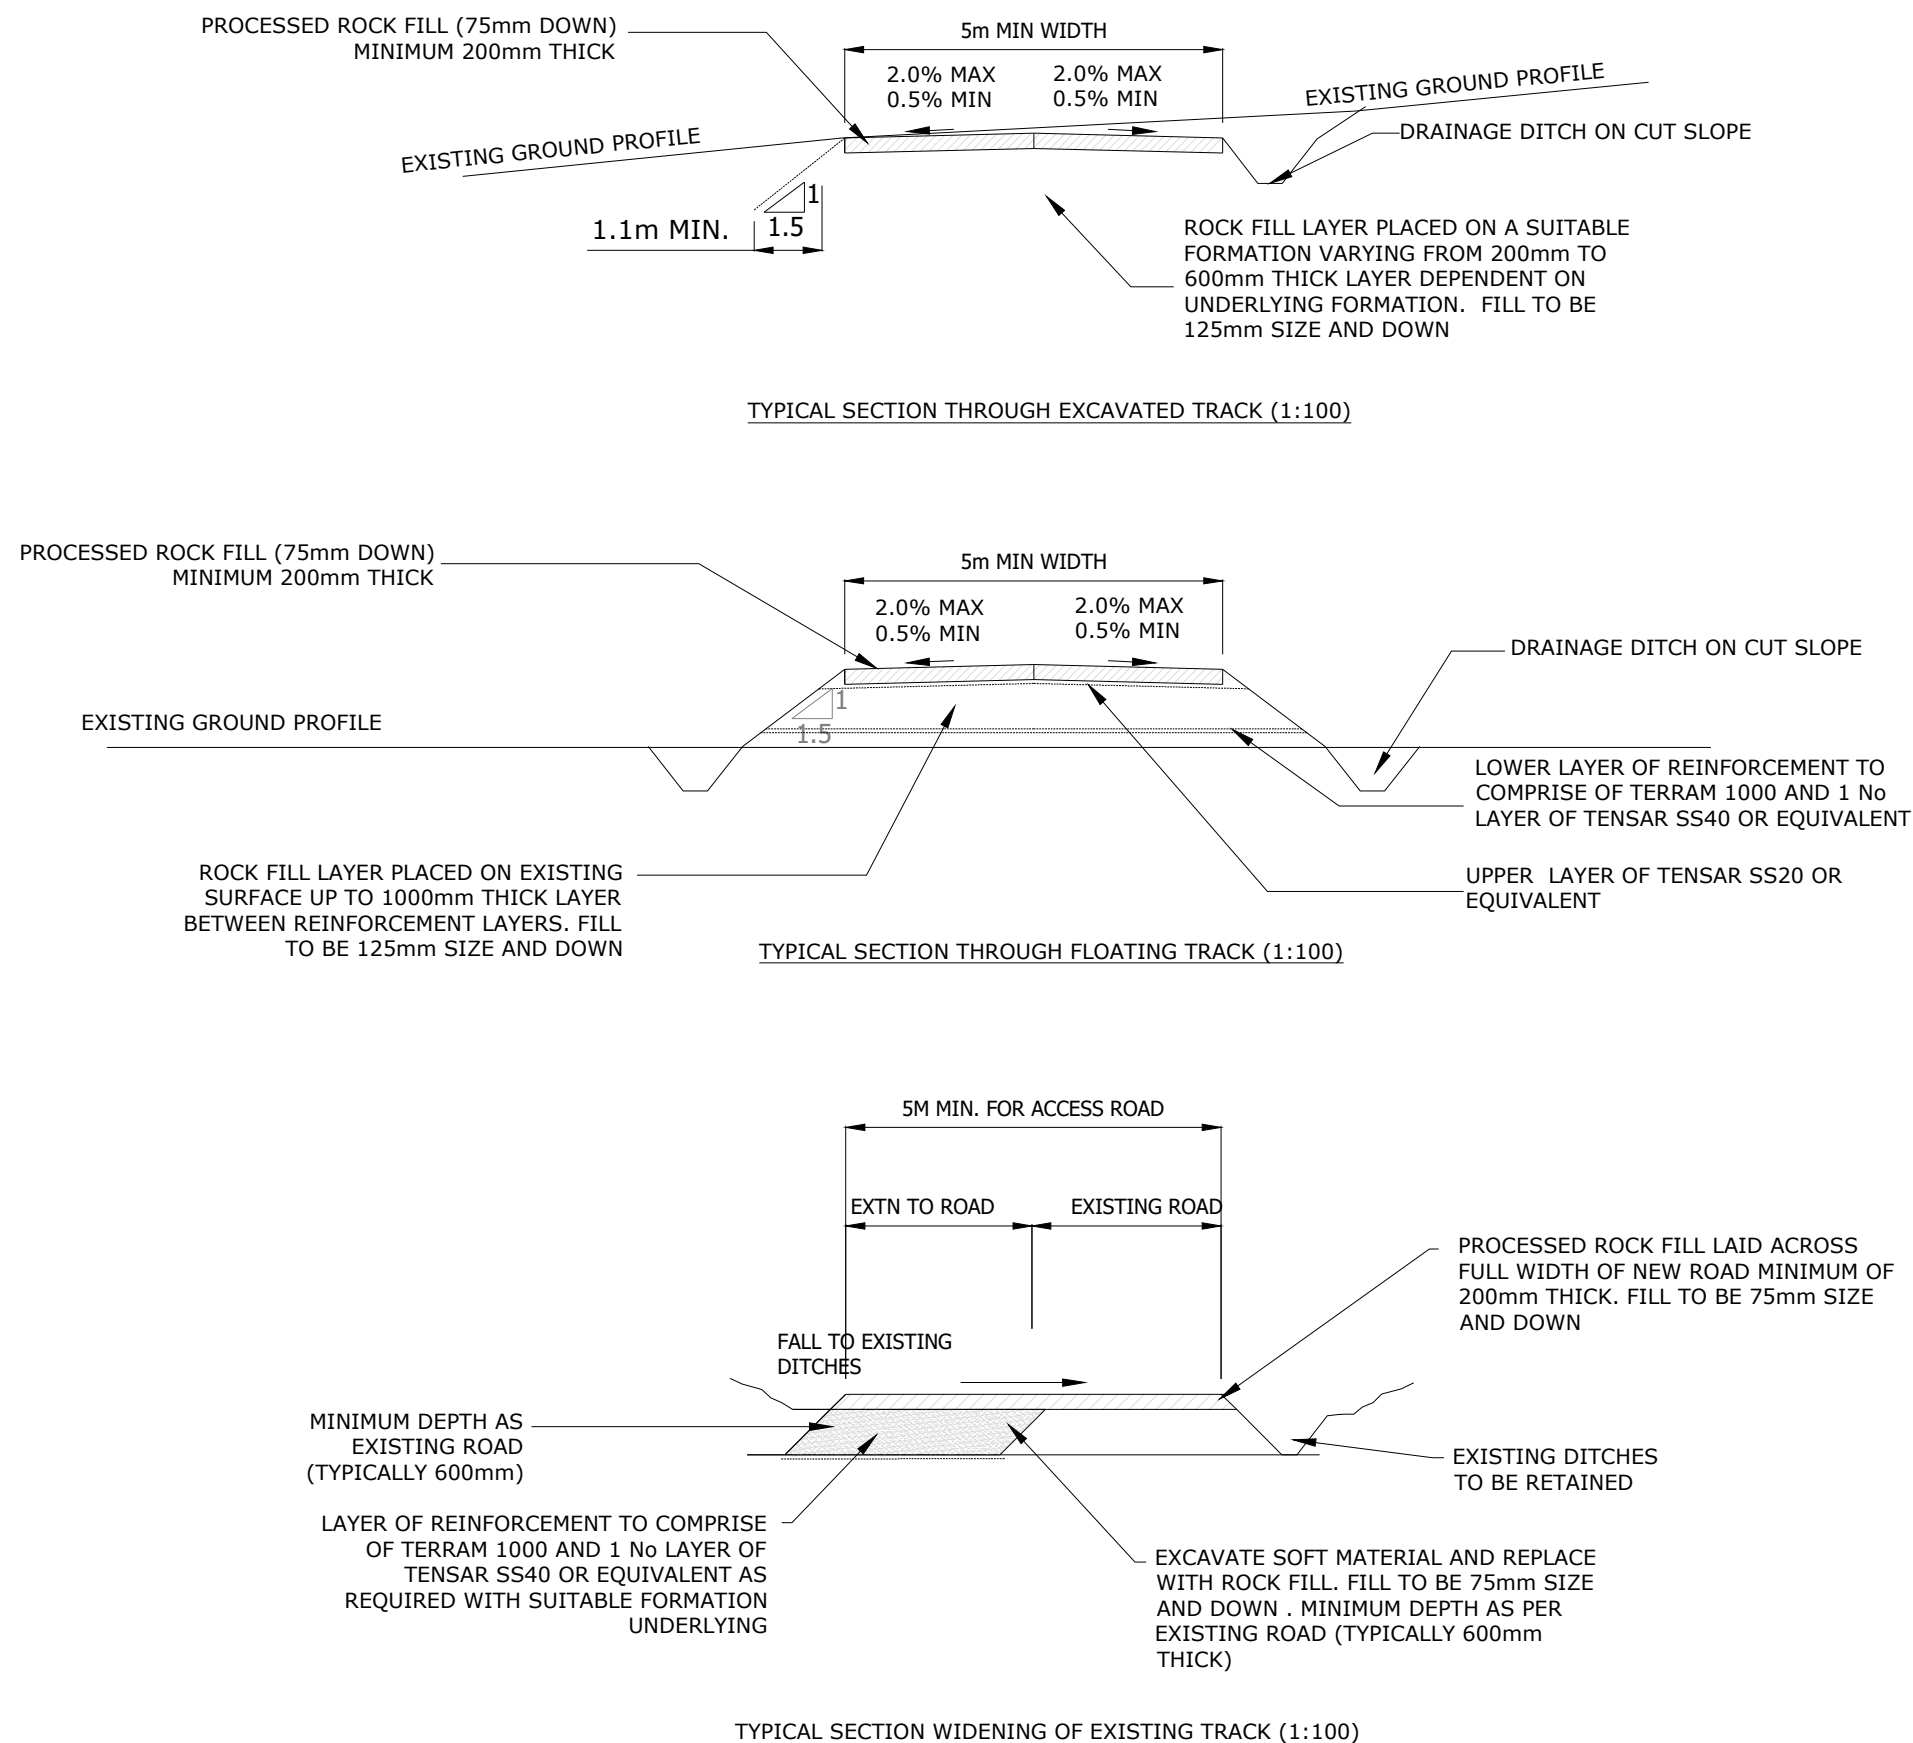 PROCESSED ROCK FILL (75mm DOWN)
MINIMUM 200mm THICK
5m MIN WIDTH
2.0% MAX
0.5% MIN
2.0% MAX
0.5% MIN
EXISTING GROUND PROFILE
EXISTING GROUND PROFILE
DRAINAGE DITCH ON CUT SLOPE
1
1.5
1.1m MIN.
ROCK FILL LAYER PLACED ON A SUITABLE
FORMATION VARYING FROM 200mm TO
600mm THICK LAYER DEPENDENT ON
UNDERLYING FORMATION. FILL TO BE
125mm SIZE AND DOWN
TYPICAL SECTION THROUGH EXCAVATED TRACK (1:100)
PROCESSED ROCK FILL (75mm DOWN)
MINIMUM 200mm THICK
5m MIN WIDTH
2.0% MAX
0.5% MIN
2.0% MAX
0.5% MIN
DRAINAGE DITCH ON CUT SLOPE
EXISTING GROUND PROFILE
1
1.5
LOWER LAYER OF REINFORCEMENT TO
COMPRISE OF TERRAM 1000 AND 1 No
LAYER OF TENSAR SS40 OR EQUIVALENT
ROCK FILL LAYER PLACED ON EXISTING
SURFACE UP TO 1000mm THICK LAYER
BETWEEN REINFORCEMENT LAYERS. FILL
TO BE 125mm SIZE AND DOWN
UPPER LAYER OF TENSAR SS20 OR
EQUIVALENT
TYPICAL SECTION THROUGH FLOATING TRACK (1:100)
5M MIN. FOR ACCESS ROAD
EXTN TO ROAD
EXISTING ROAD
PROCESSED ROCK FILL LAID ACROSS
FULL WIDTH OF NEW ROAD MINIMUM OF
200mm THICK. FILL TO BE 75mm SIZE
AND DOWN
FALL TO EXISTING
DITCHES
MINIMUM DEPTH AS
EXISTING ROAD
(TYPICALLY 600mm)
EXISTING DITCHES
TO BE RETAINED
LAYER OF REINFORCEMENT TO COMPRISE
OF TERRAM 1000 AND 1 No LAYER OF
TENSAR SS40 OR EQUIVALENT AS
REQUIRED WITH SUITABLE FORMATION
UNDERLYING
EXCAVATE SOFT MATERIAL AND REPLACE
WITH ROCK FILL. FILL TO BE 75mm SIZE
AND DOWN . MINIMUM DEPTH AS PER
EXISTING ROAD (TYPICALLY 600mm
THICK)
TYPICAL SECTION WIDENING OF EXISTING TRACK (1:100)